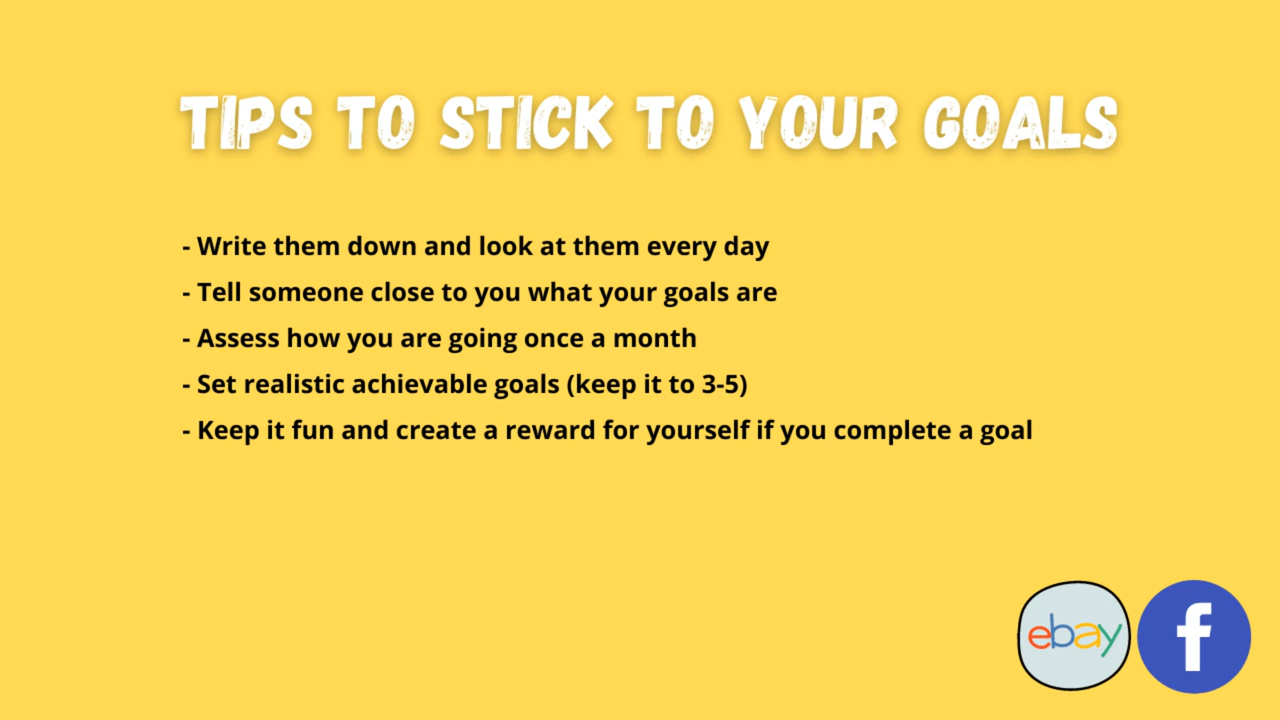 TIPS TO STICK TO YOUR GOALS
- Write them down and look at them every day
- Tell someone close to you what your goals are
- Assess how you are going once a month
- Set realistic achievable goals (keep it to 3-5)
- Keep it fun and create a reward for yourself if you complete a goal
ebay
f